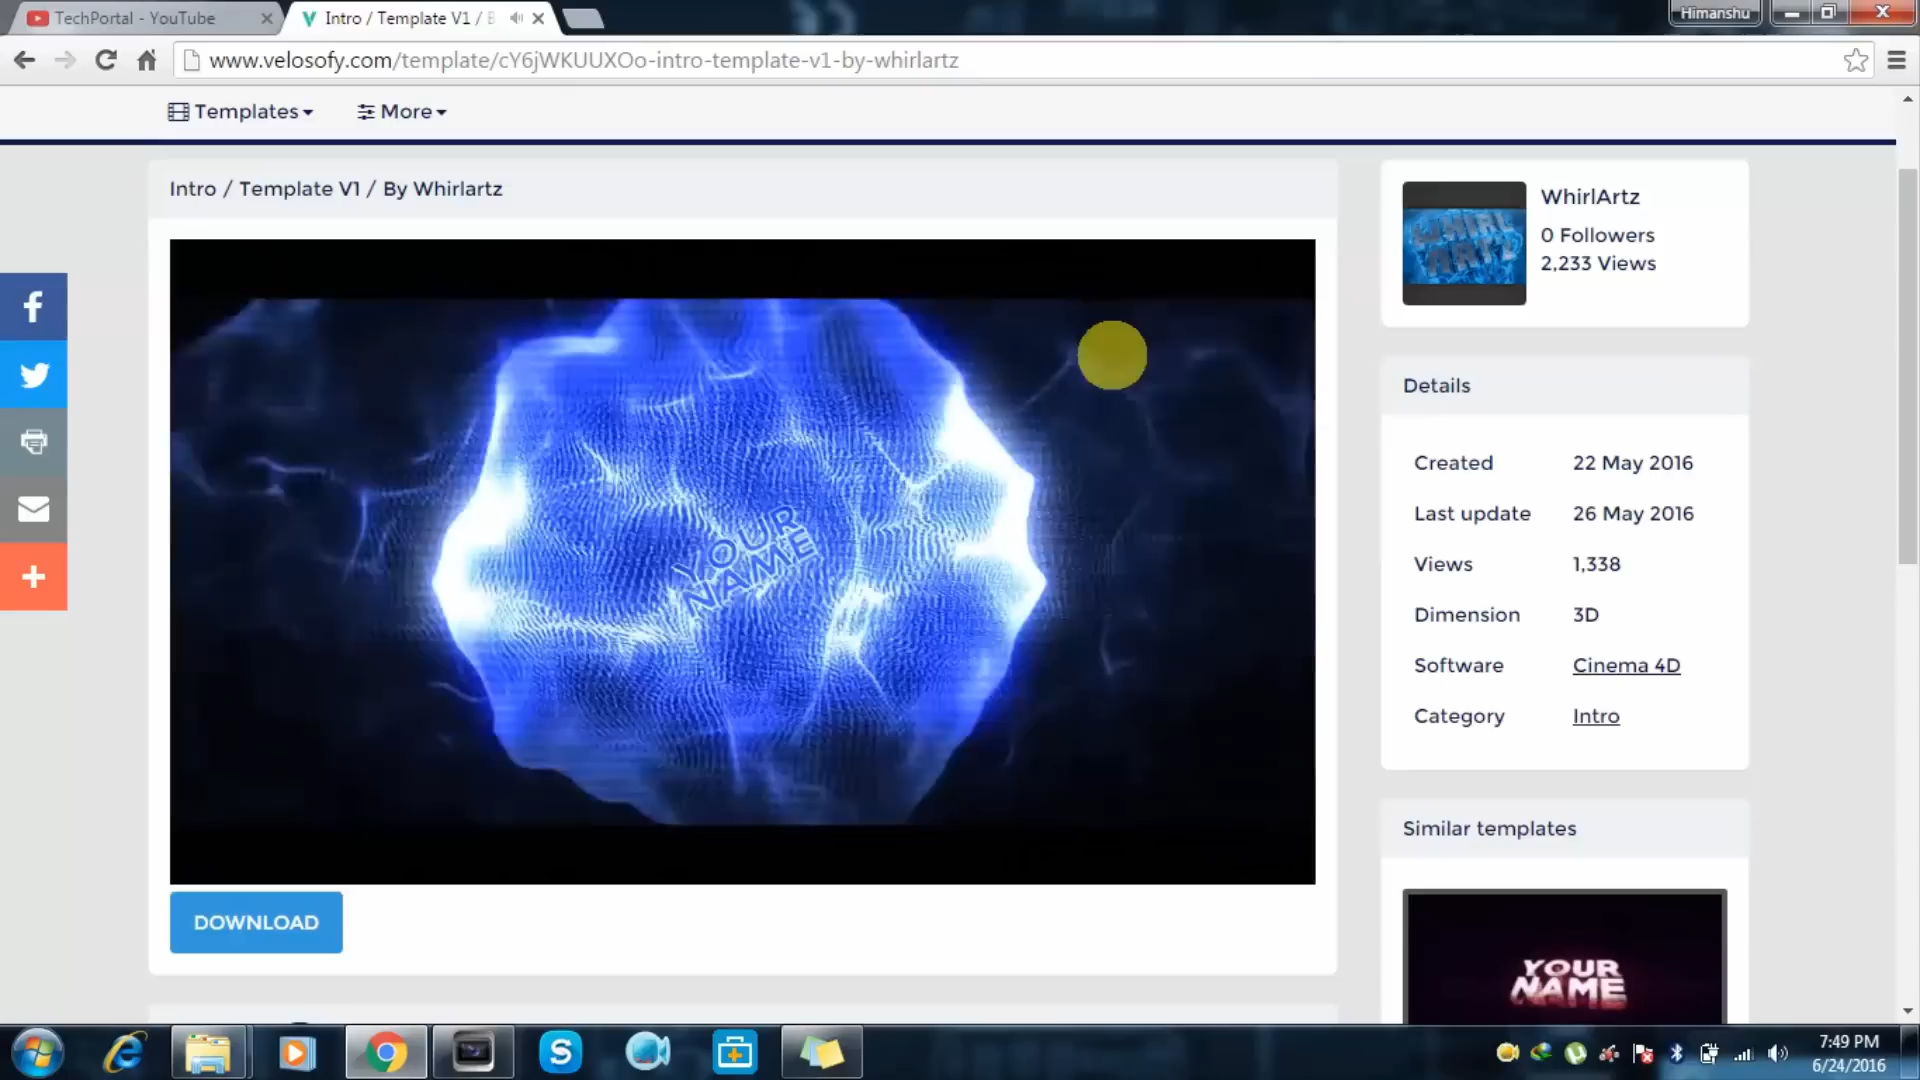 TechPortal - YouTube
Intro / Template V1 / B
Himanshu
www.velosofy.com/template/cY6jWKUUXOo-intro-template-v1-by-whirlartz
Templates
More
Intro / Template V1 / By Whirlartz
YOUR
NAME
DOWNLOAD
WHIRL
ARTZ
WhirlArtz
0 Followers
2,233 Views
Details
Created 22 May 2016
Last update 26 May 2016
Views 1,338
Dimension 3D
Software Cinema 4D
Category Intro
Similar templates
YOUR
NAME
7:49 PM
6/24/2016